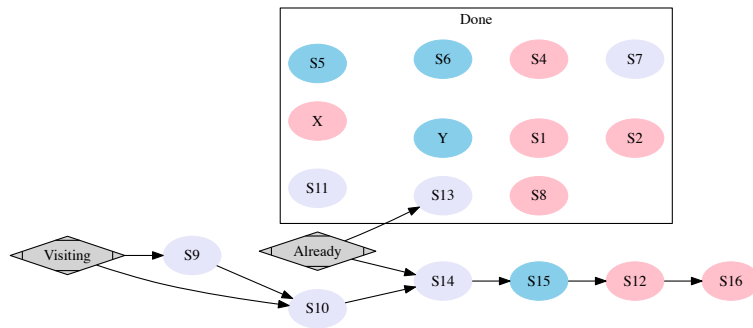 Done
S5
S6
S4
S7
X
Y
S1
S2
S11
S13
S8
Visiting
S9
Already
S10
S14
S15
S12
S16